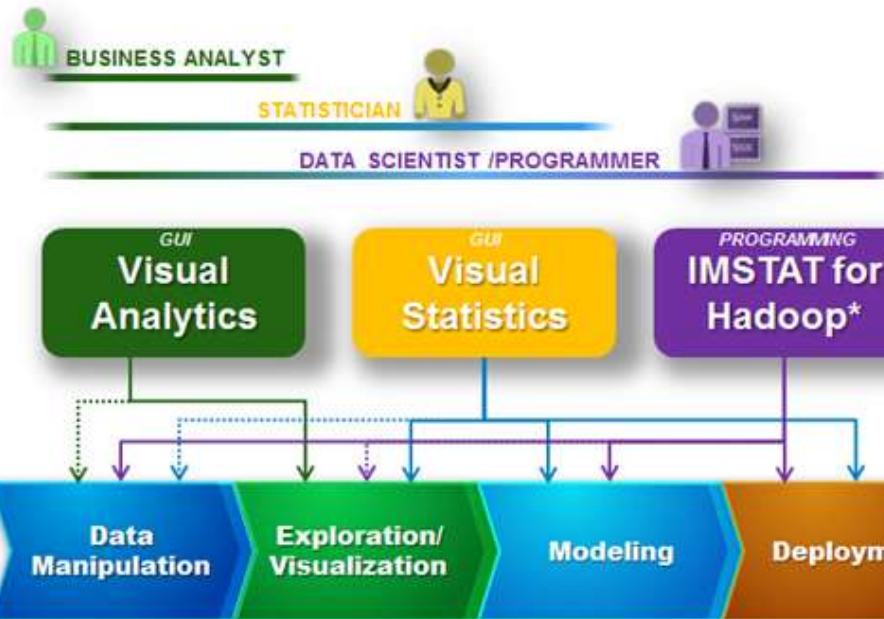 BUSINESS ANALYST
STATISTICIAN
DATA SCIENTIST /PROGRAMMER
GUI
Visual
Analytics
GUI
Visual
Statistics
PROGRAMMING
IMSTAT for
Hadoop*
Data
Manipulation
Exploration/
Visualization
Modeling
Deploym